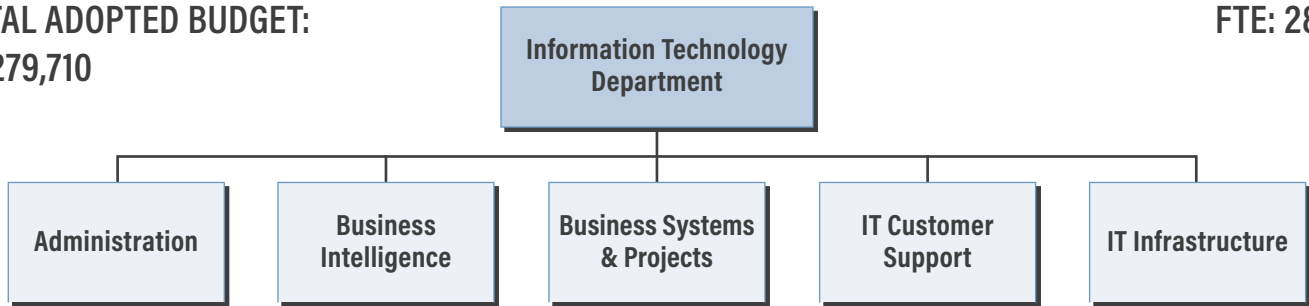 TAL ADOPTED BUDGET:
279,710
FTE: 28
Information Technology
Department
Administration
Business
Intelligence
Business Systems
& Projects
IT Customer
Support
IT Infrastructure